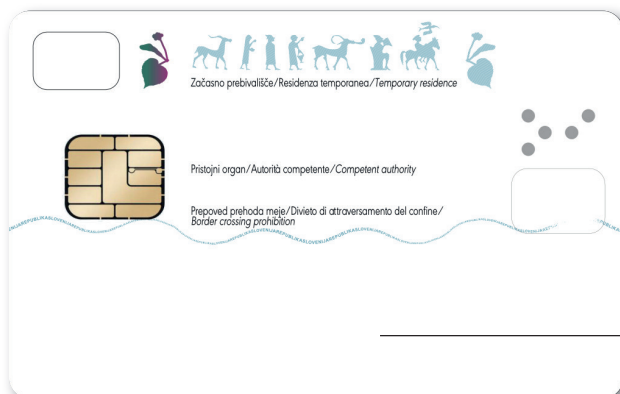 Začasno prebivališče/Residenza temporanea/Temporary residence
Pristojni organ/Autorità competente/Competent authority
Prepoved prehoda meje/Divieto di attraversamento del confine/
Border crossing prohibition
REPUBLIKASLOVENIJAREPUBLIKASLOVENIJA